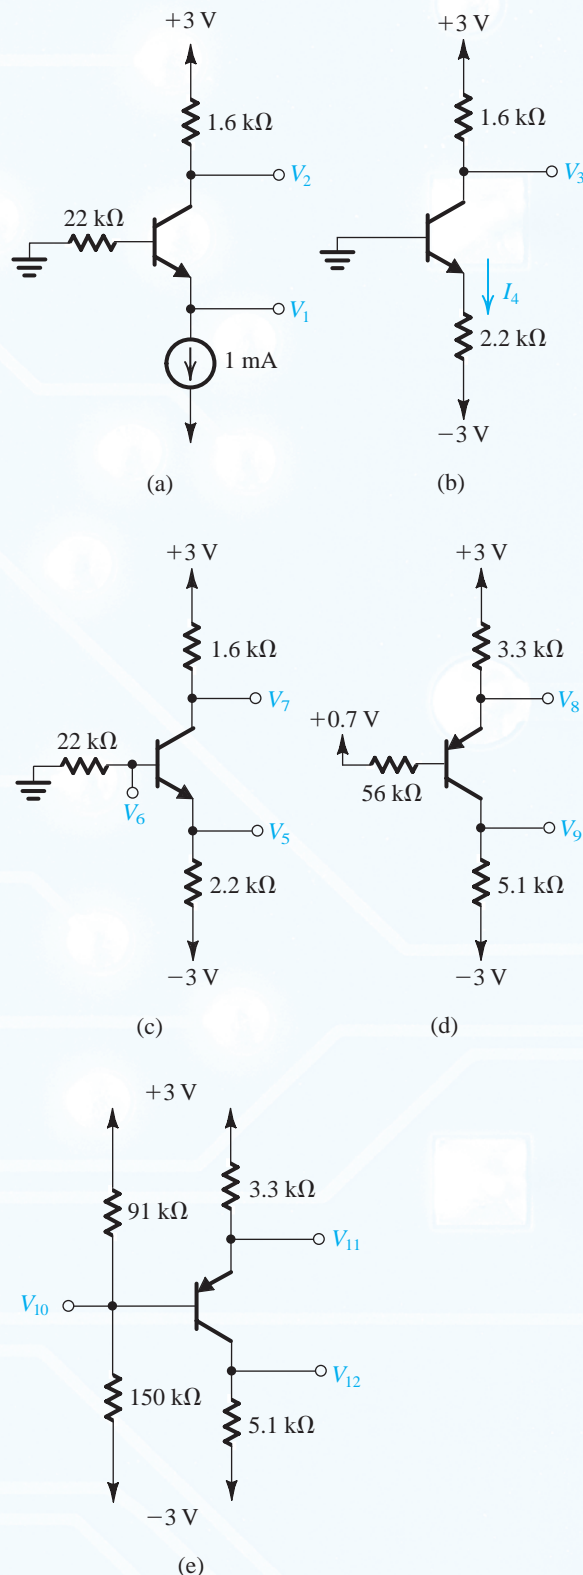 +3 V +3 V
1.6 kΩ 1.6 kΩ
V2 V3
22 kΩ
V1 I4
1 mA 2.2 kΩ
−3 V
(a) (b)
+3 V +3 V
1.6 kΩ 3.3 kΩ
V7 V8
+0.7 V
22 kΩ
V6 56 kΩ
V5 V9
2.2 kΩ 5.1 kΩ
−3 V −3 V
(c) (d)
+3 V
91 kΩ 3.3 kΩ
V11
V10
V12
150 kΩ 5.1 kΩ
−3 V
(e)